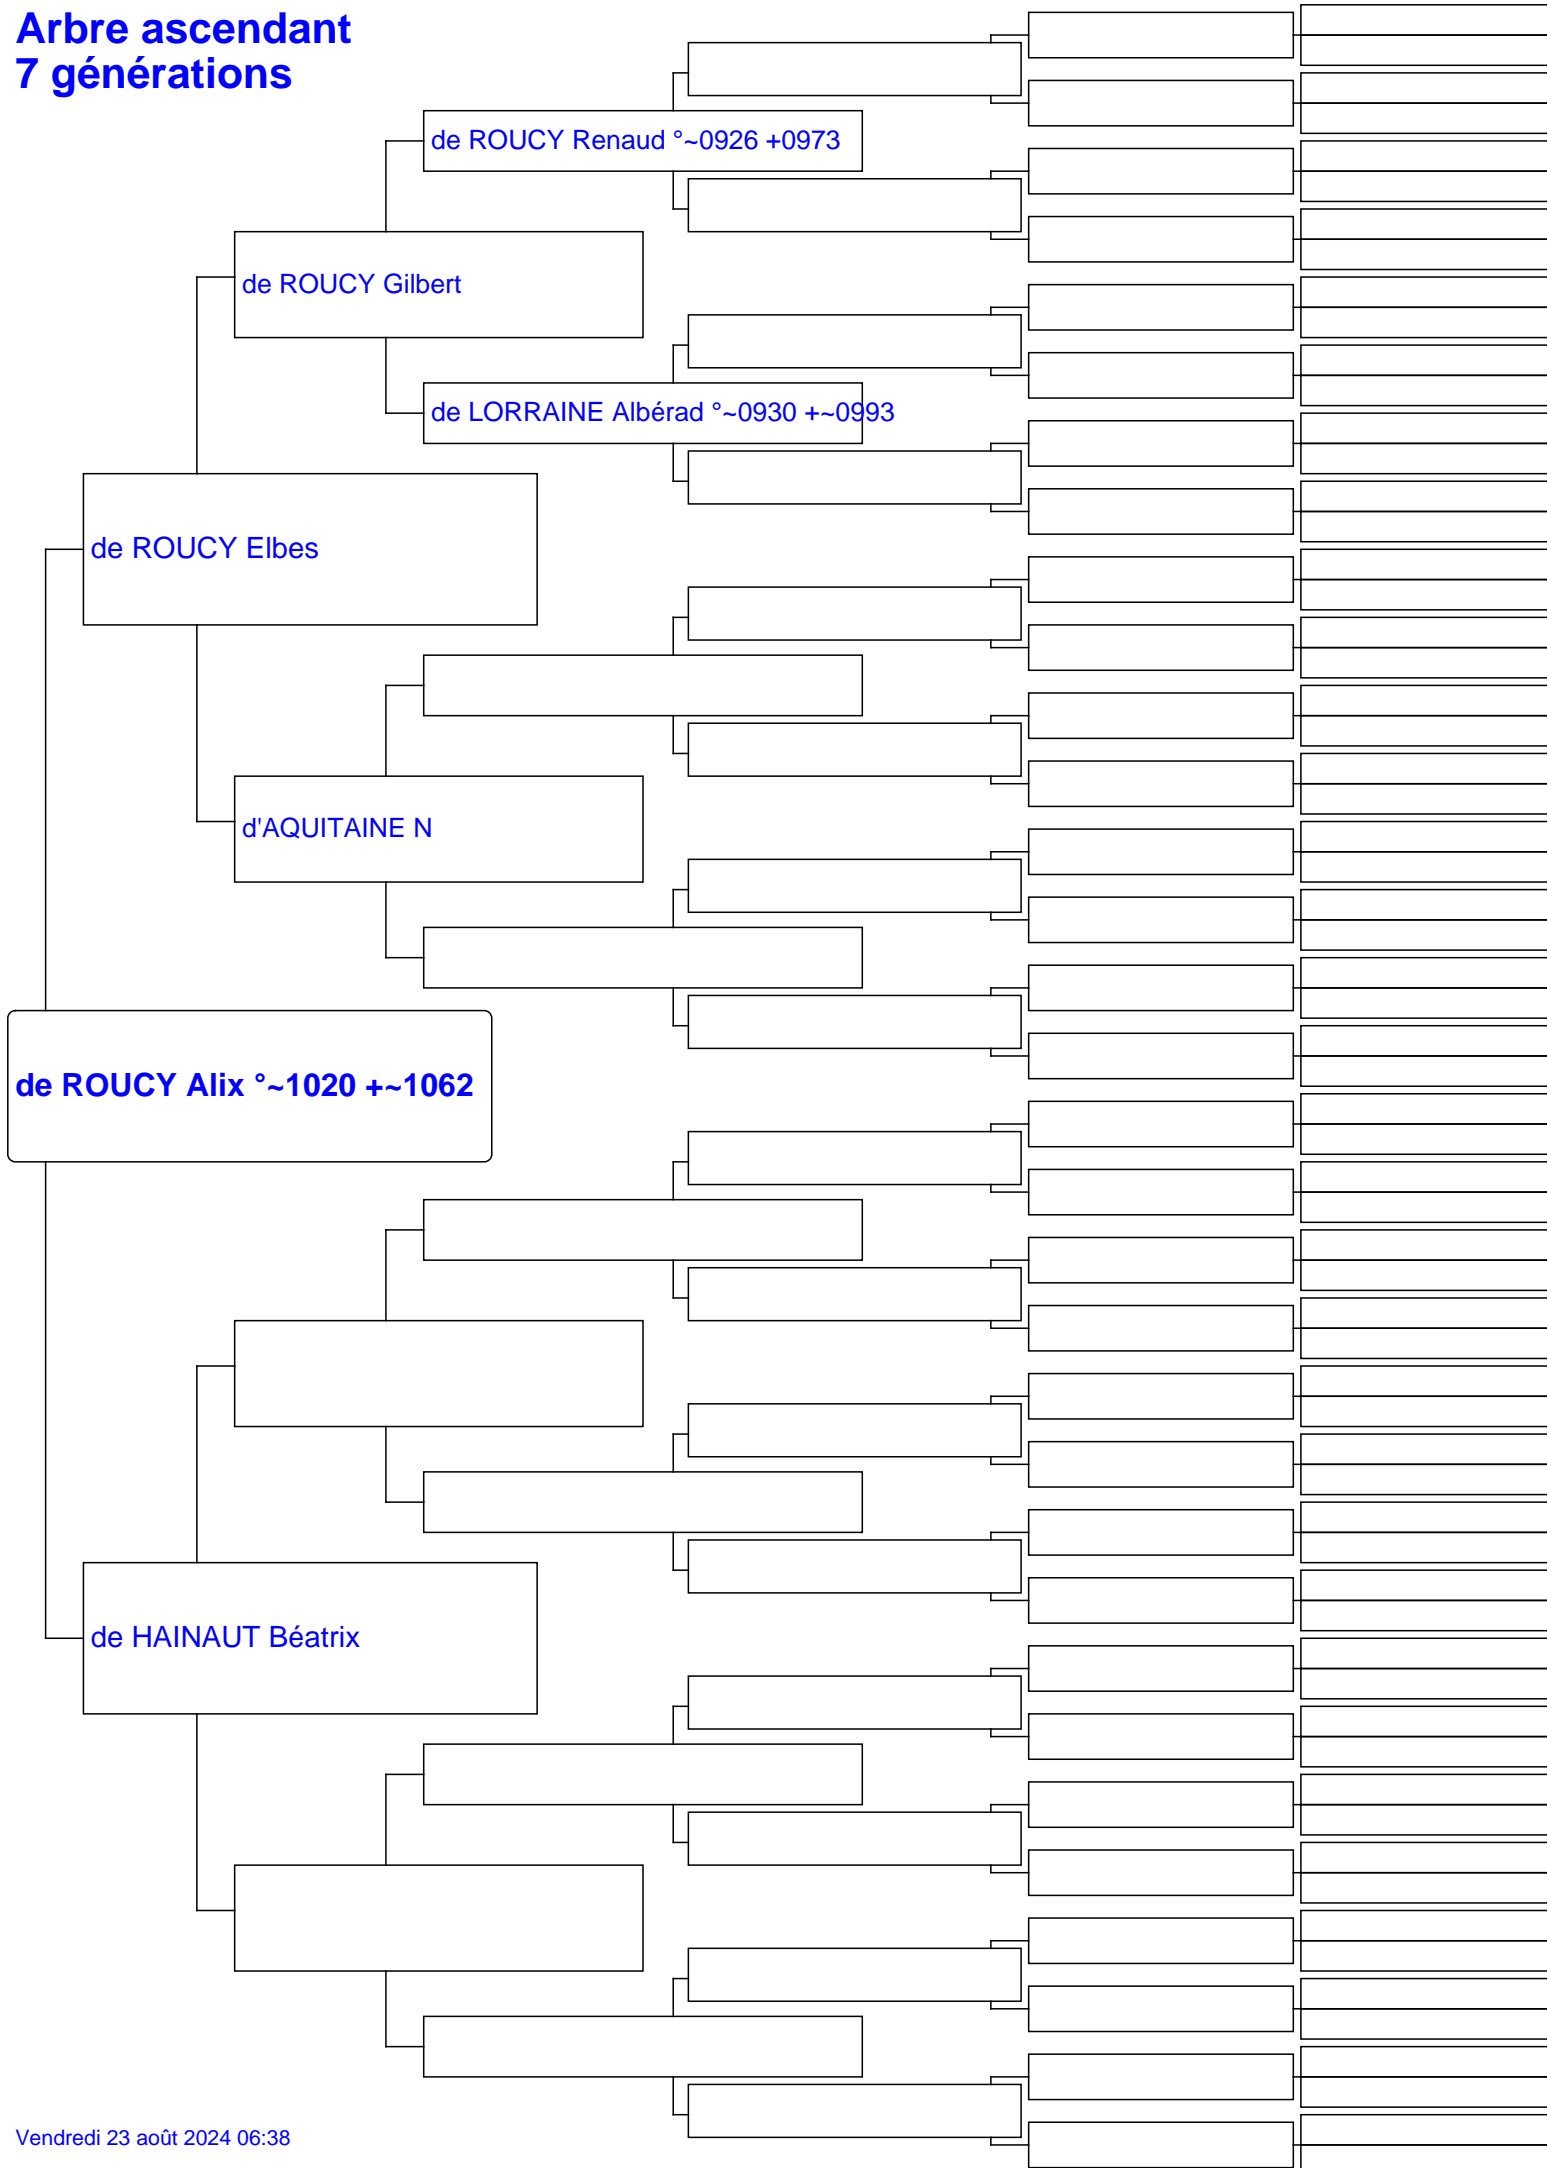 Arbre ascendant
7 générations
de ROUCY Renaud °~0926 +0973
de ROUCY Gilbert
de LORRAINE Albérad °~0930 +~0993
de ROUCY Elbes
d'AQUITAINE N
de ROUCY Alix °~1020 +~1062
de HAINAUT Béatrix
Vendredi 23 août 2024 06:38